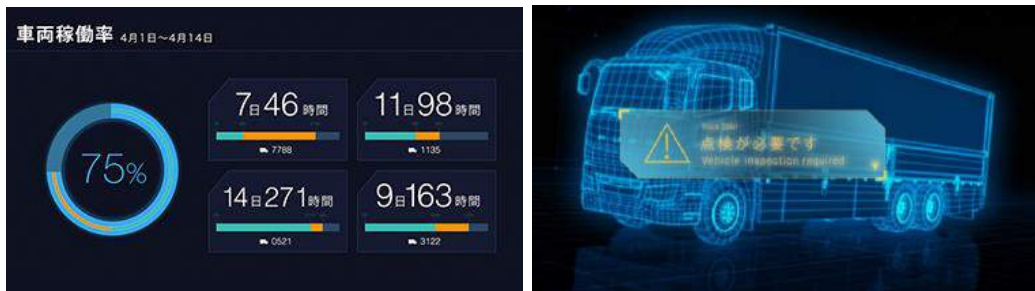 車両稼働率 4月1日～4月14日
75%
7日46時間
7788
11日98時間
1135
14日271時間
0521
9日163時間
3122
点検が必要です
Vehicle inspection required